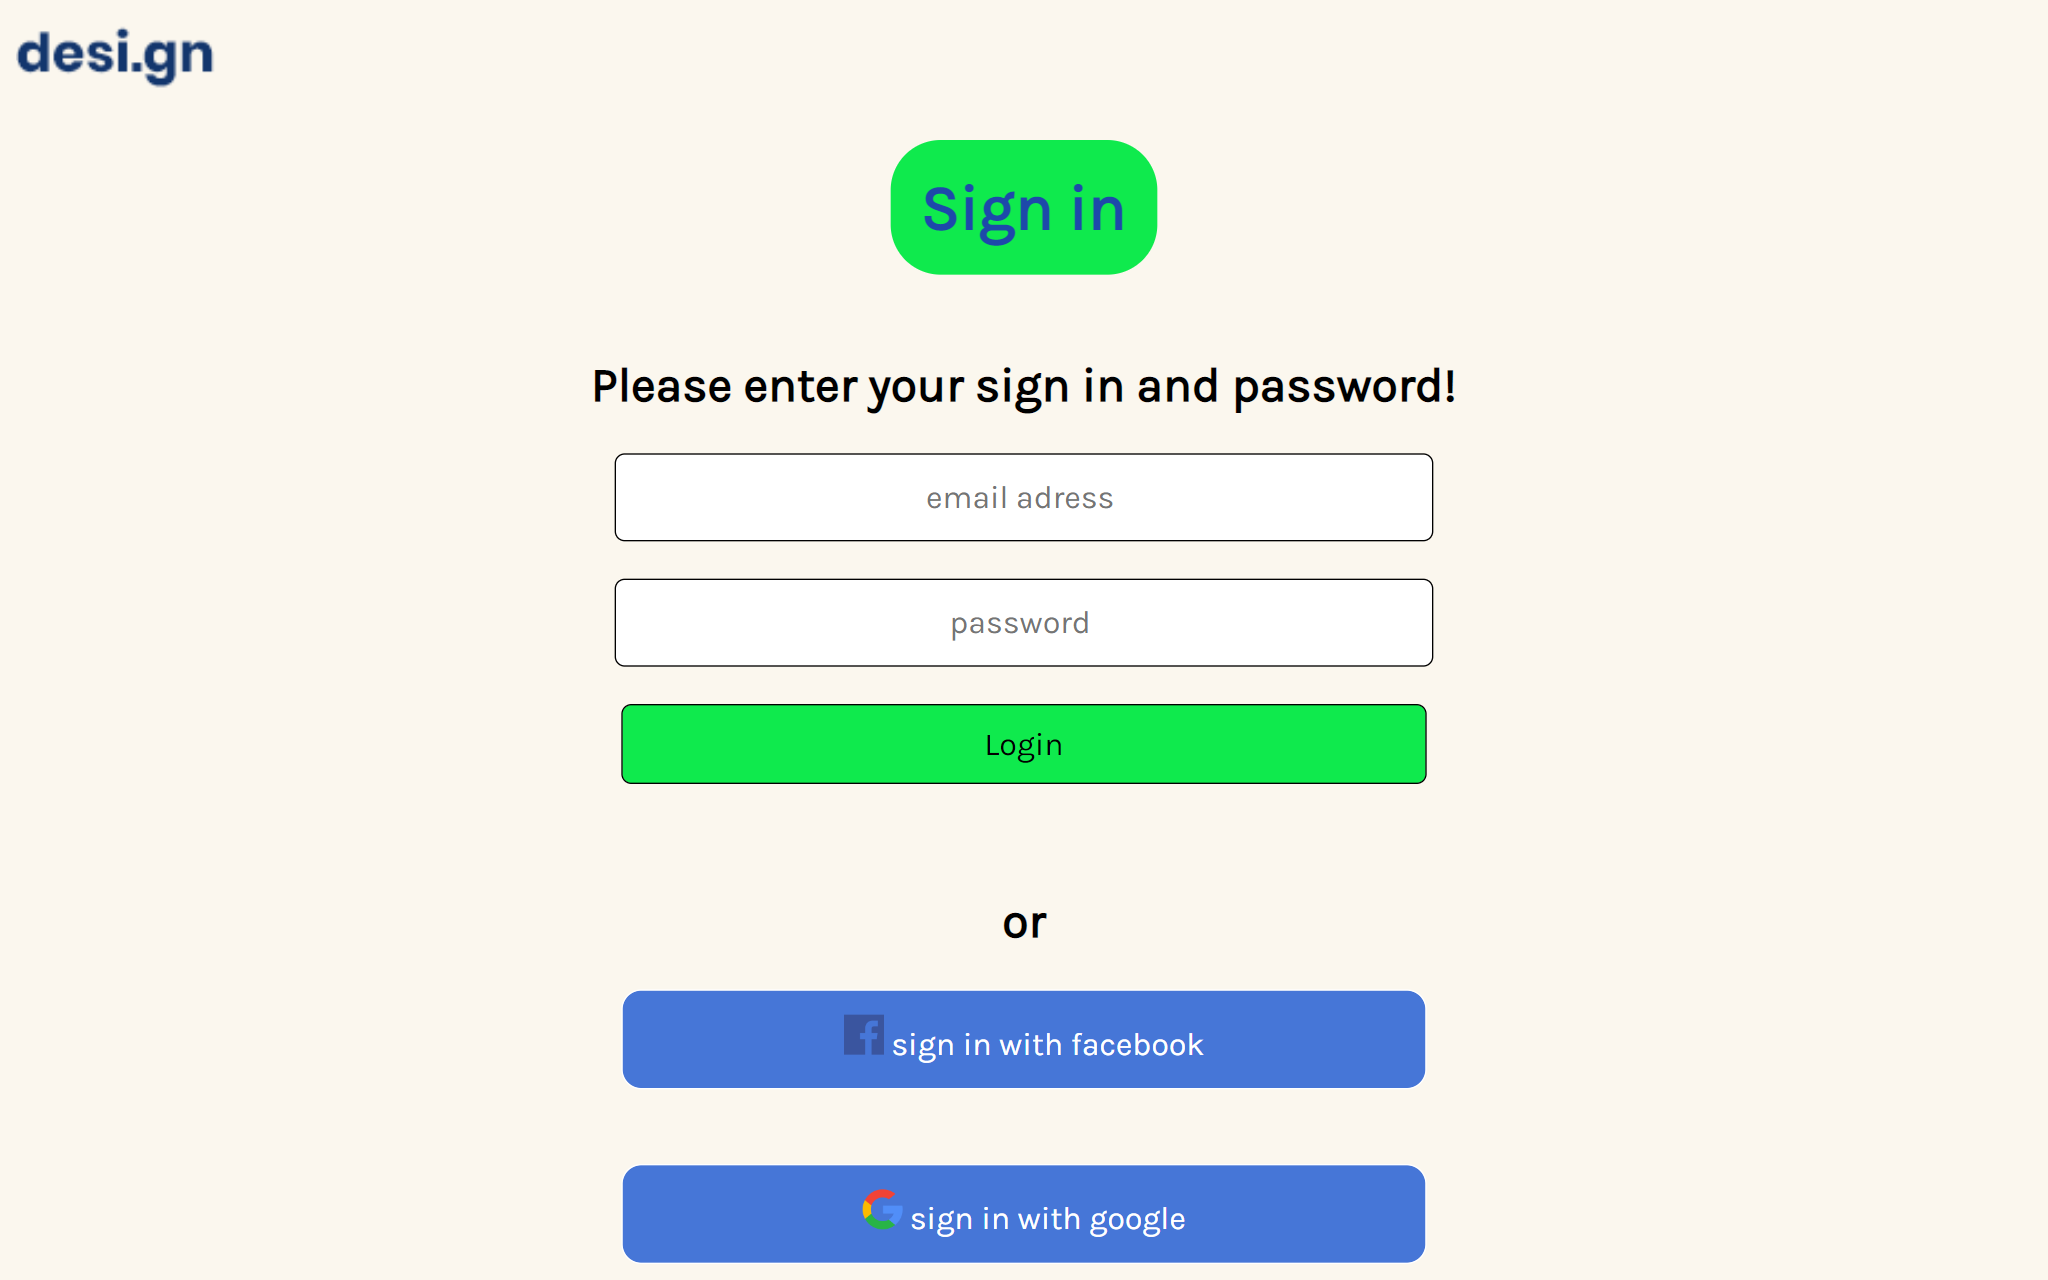 desi.gn
Sign in
Please enter your sign in and password!
email adress
password
Login
or
sign in with facebook
sign in with google